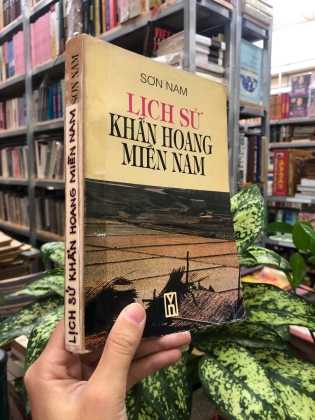 SƠN NAM
LỊCH SỬ
KHẨN HOANG
MIỀN NAM
LỊCH SỬ KHẨN HOANG MIỀN NAM SƠN NAM